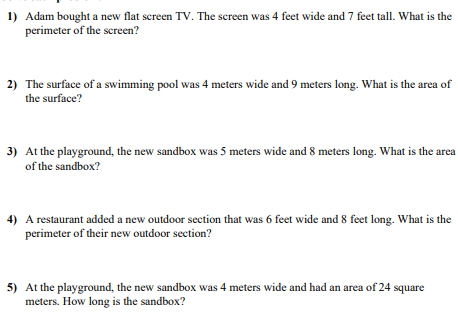 1) Adam bought a new flat screen TV. The screen was 4 feet wide and 7 feet tall. What is the
perimeter of the screen?
2) The surface of a swimming pool was 4 meters wide and 9 meters long. What is the area of
the surface?
3) At the playground, the new sandbox was 5 meters wide and 8 meters long. What is the area
of the sandbox?
4) A restaurant added a new outdoor section that was 6 feet wide and 8 feet long. What is the
perimeter of their new outdoor section?
5) At the playground, the new sandbox was 4 meters wide and had an area of 24 square
meters. How long is the sandbox?